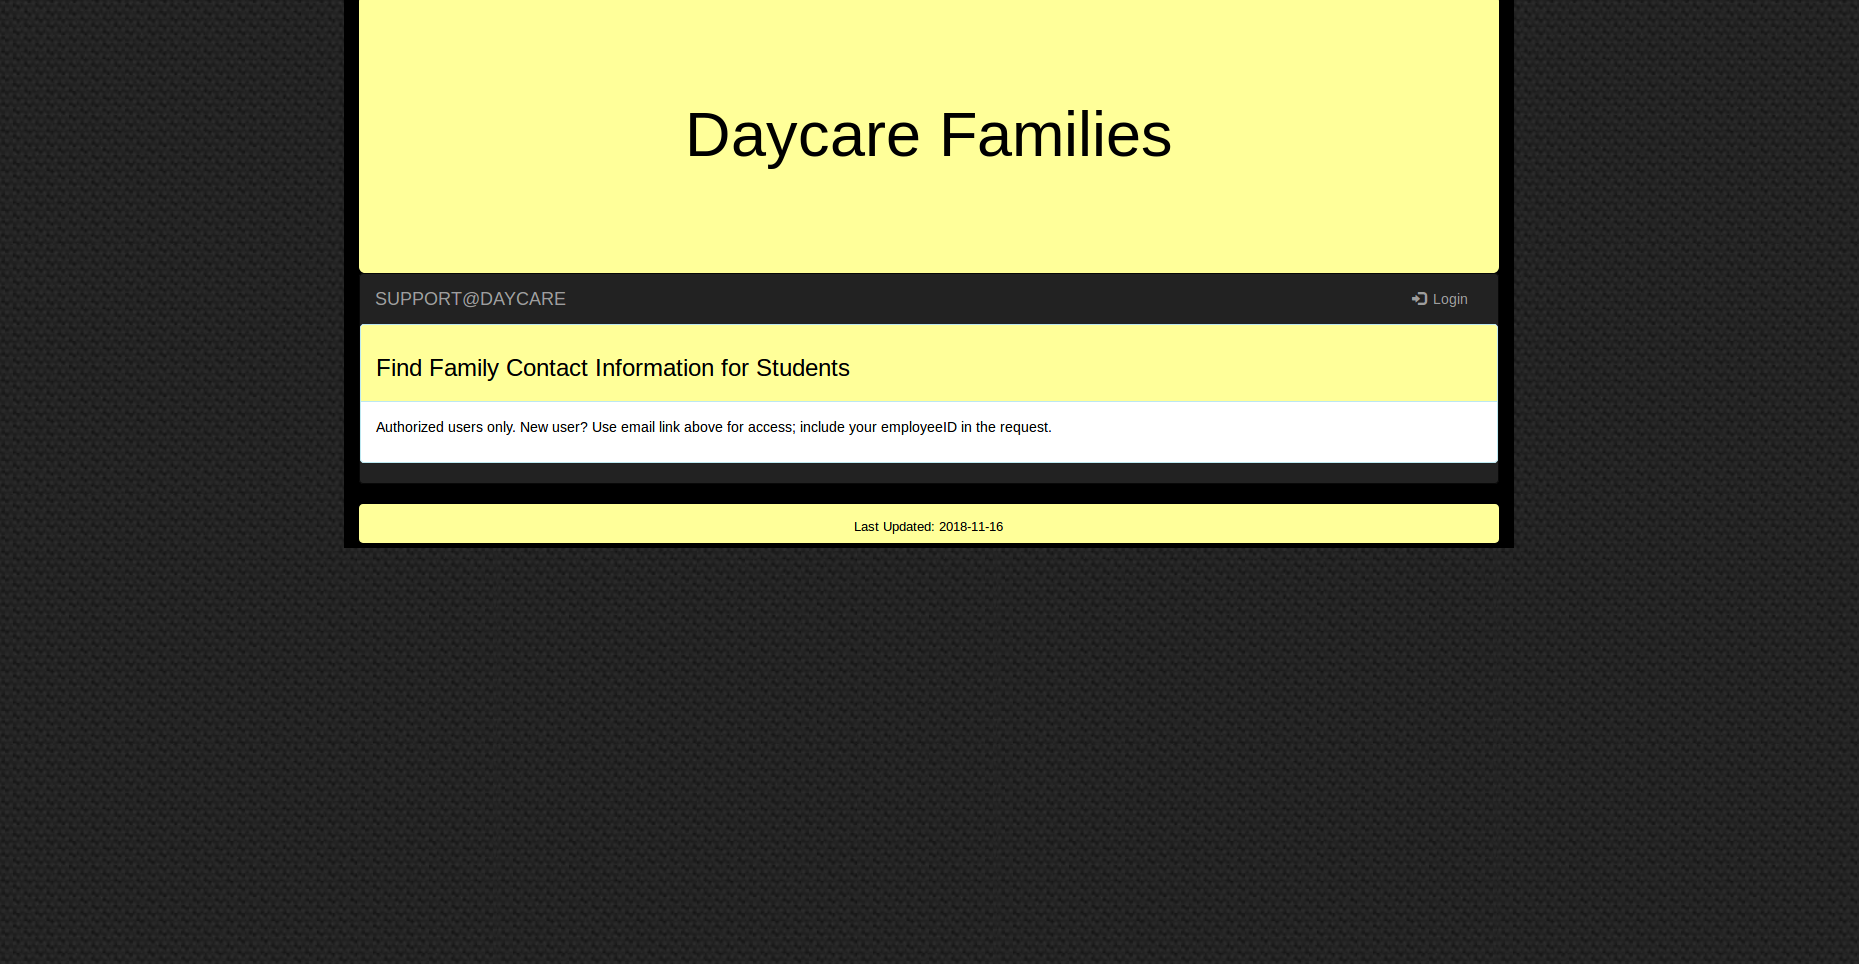 Daycare Families
SUPPORT@DAYCARE
Login
Find Family Contact Information for Students
Authorized users only. New user? Use email link above for access; include your employeeID in the request.
Last Updated: 2018-11-16